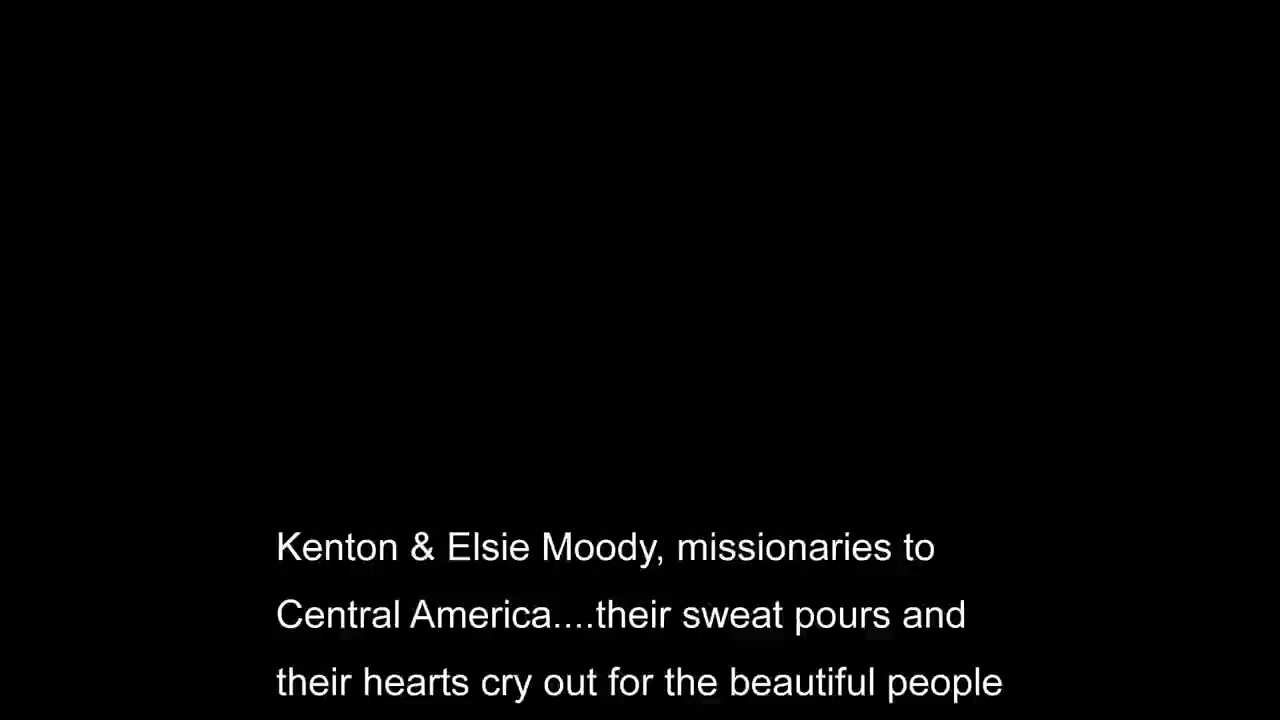 Kenton & Elsie Moody, missionaries to
Central America....their sweat pours and
their hearts cry out for the beautiful people